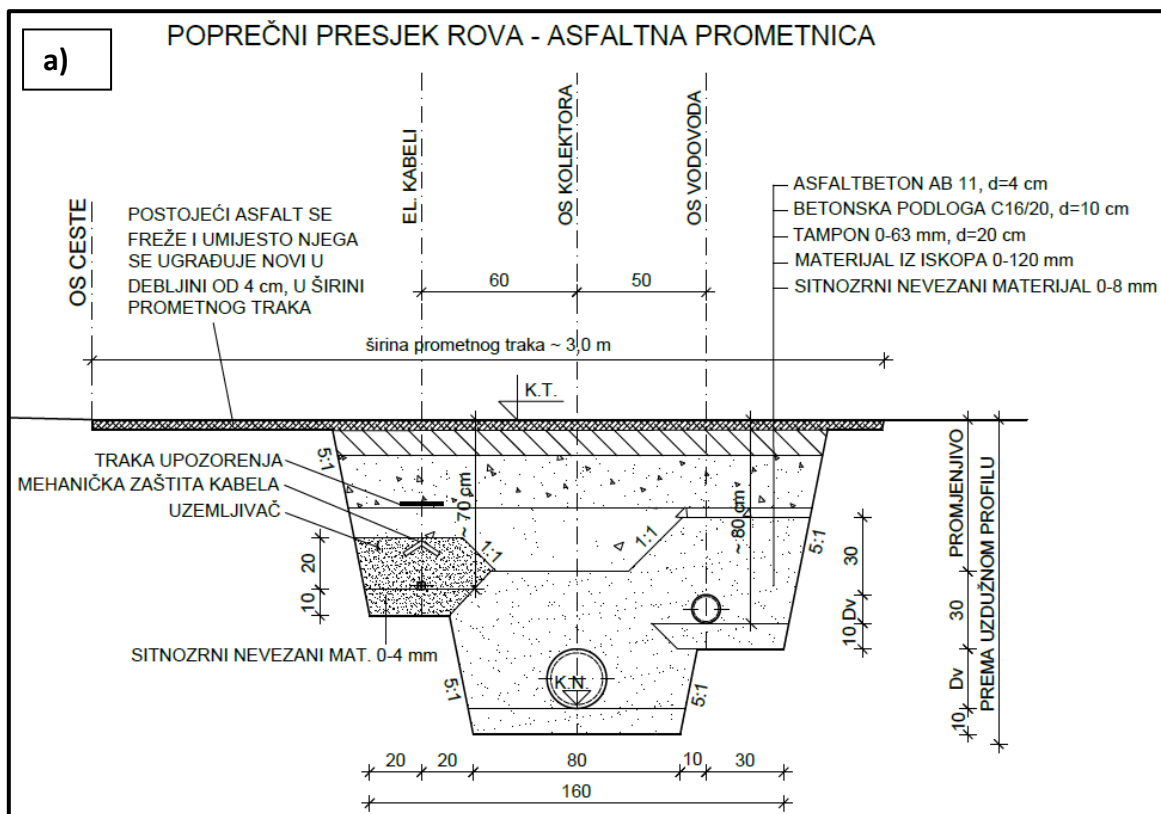 a)
POPREČNI PRESJEK ROVA - ASFALTNA PROMETNICA
OS CESTE
EL. KABELI
OS KOLEKTORA
OS VODOVODA
POSTOJEĆI ASFALT SE
FREŽE I UMIJESTO NJEGA
SE UGRAĐUJE NOVI U
DEBLJINI OD 4 cm, U ŠIRINI
PROMETNOG TRAKA
ASFALTBETON AB 11, d=4 cm
BETONSKA PODLOGA C16/20, d=10 cm
TAMPON 0-63 mm, d=20 cm
MATERIJAL IZ ISKOPA 0-120 mm
SITNOZRNI NEVEZANI MATERIJAL 0-8 mm
60
50
širina prometnog traka ~ 3,0 m
K.T.
5:1
TRAKA UPOZORENJA
MEHANIČKA ZAŠTITA KABELA
UZEMLJIVAČ
~ 70 cm
~ 80 cm
1:1
1:1
5:1
20
10
30
Dv
10
PROMJENJIVO
30
Dv
10
PREMA UZDUŽNOM PROFILU
SITNOZRNI NEVEZANI MAT. 0-4 mm
5:1
K.N.
5:1
20
20
80
10
30
160